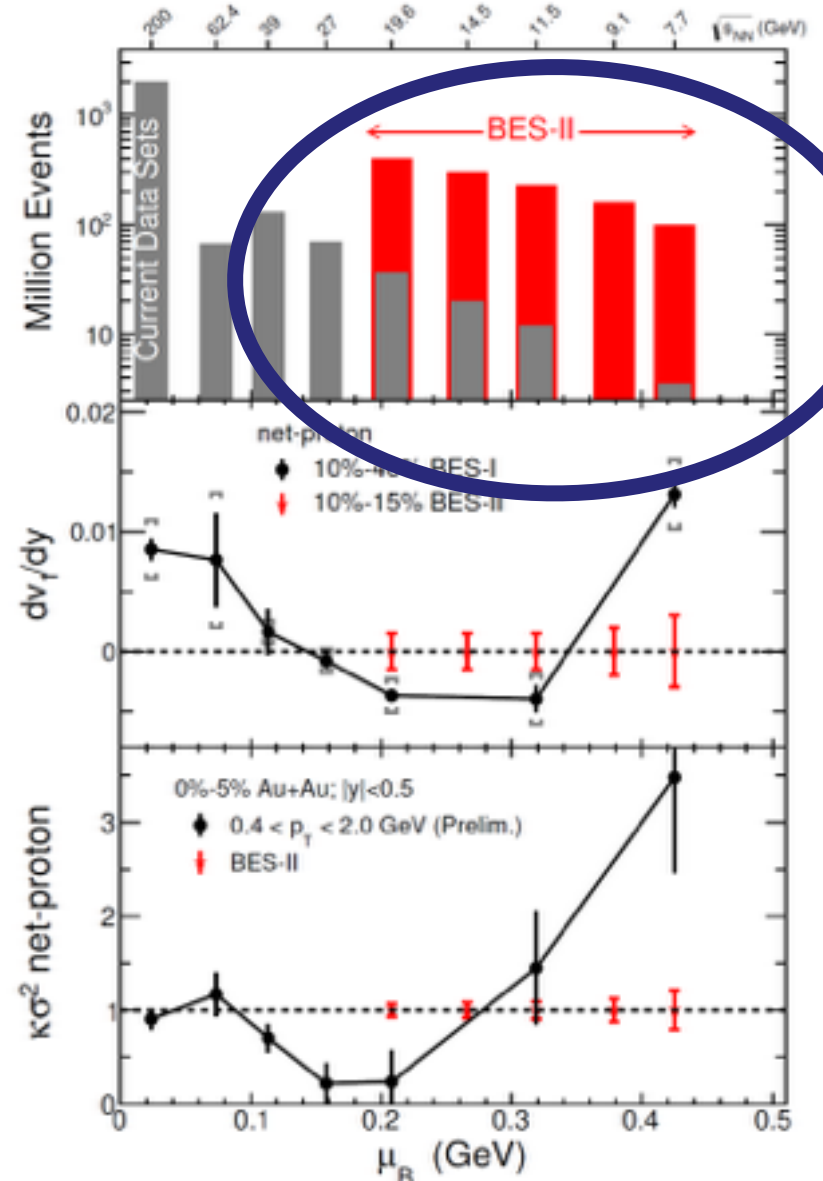 200 62.4 39 27 19.6 14.5 11.5 9.1 7.7 √sNN (GeV)
Million Events
10³
10²
10
Current Data Sets
BES-II
dv₁/dy
0.02
0.01
0
net-proton
10%-40% BES-I
10%-15% BES-II
κσ² net-proton
3
2
1
0
0%-5% Au+Au; |y|<0.5
0.4 < pT < 2.0 GeV (Prelim.)
BES-II
0 0.1 0.2 0.3 0.4 0.5
μB (GeV)